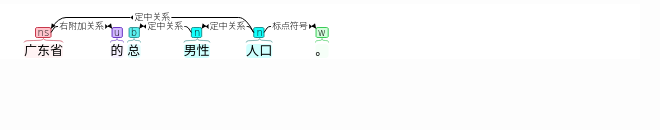 定中关系
右附加关系 定中关系 定中关系 标点符号
ns u b n n w
广东省 的 总 男性 人口 。